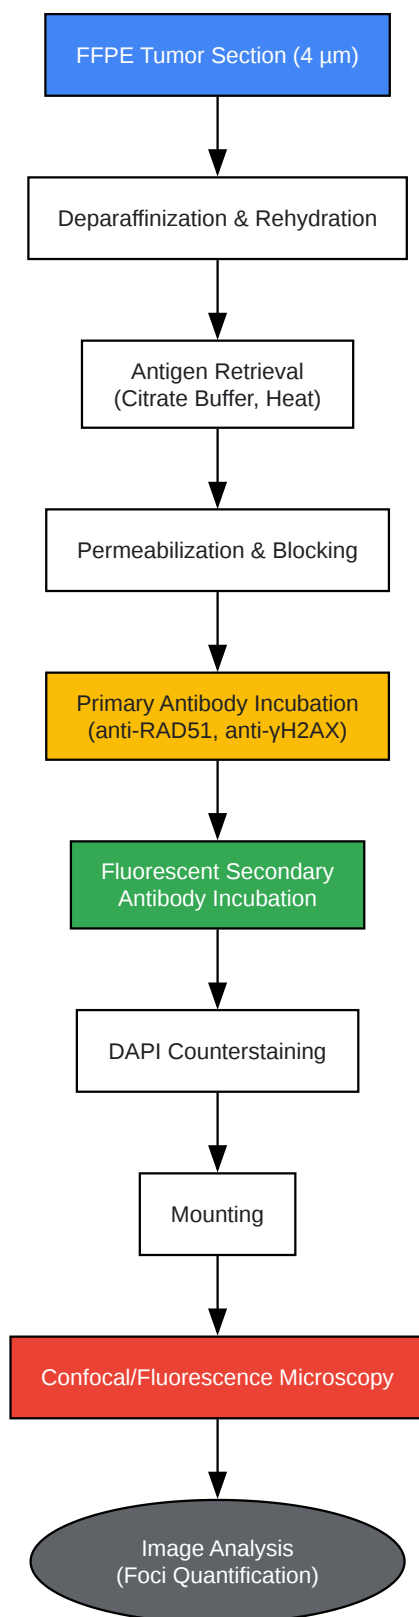 FFPE Tumor Section (4 µm)
Deparaffinization & Rehydration
Antigen Retrieval
(Citrate Buffer, Heat)
Permeabilization & Blocking
Primary Antibody Incubation
(anti-RAD51, anti-γH2AX)
Fluorescent Secondary
Antibody Incubation
DAPI Counterstaining
Mounting
Confocal/Fluorescence Microscopy
Image Analysis
(Foci Quantification)